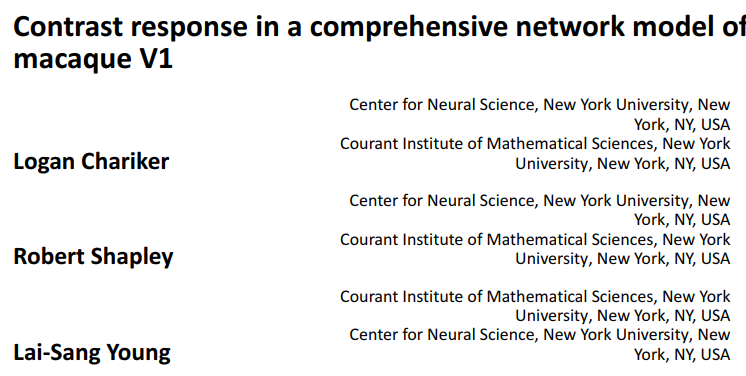 Contrast response in a comprehensive network model of
macaque V1
Center for Neural Science, New York University, New
York, NY, USA
Courant Institute of Mathematical Sciences, New York
Logan Chariker
University, New York, NY, USA
Center for Neural Science, New York University, New
York, NY, USA
Courant Institute of Mathematical Sciences, New York
Robert Shapley
University, New York, NY, USA
Courant Institute of Mathematical Sciences, New York
University, New York, NY, USA
Center for Neural Science, New York University, New
Lai-Sang Young
York, NY, USA